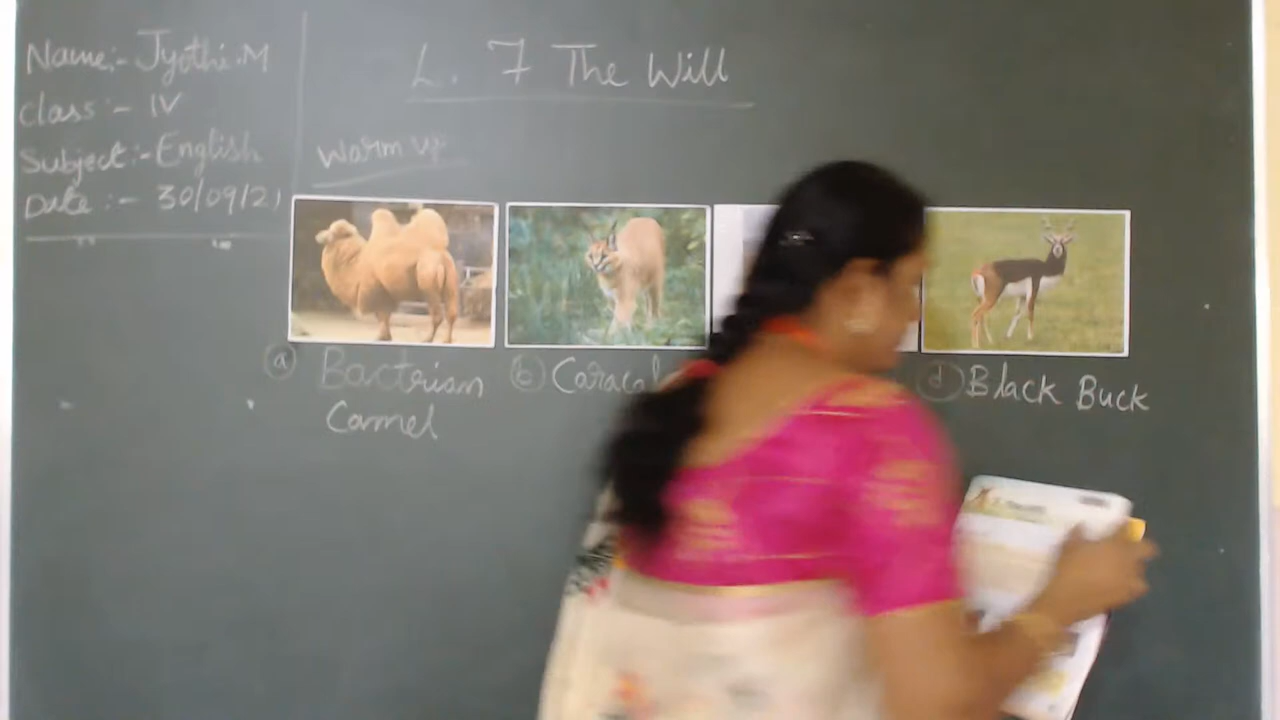 Name:- Jyothi.M
Class:- IV
Subject:- English
Date:- 30/09/21
L. 7 The Will
Warm up
a Bactrian Camel
b Caracal
d Black Buck